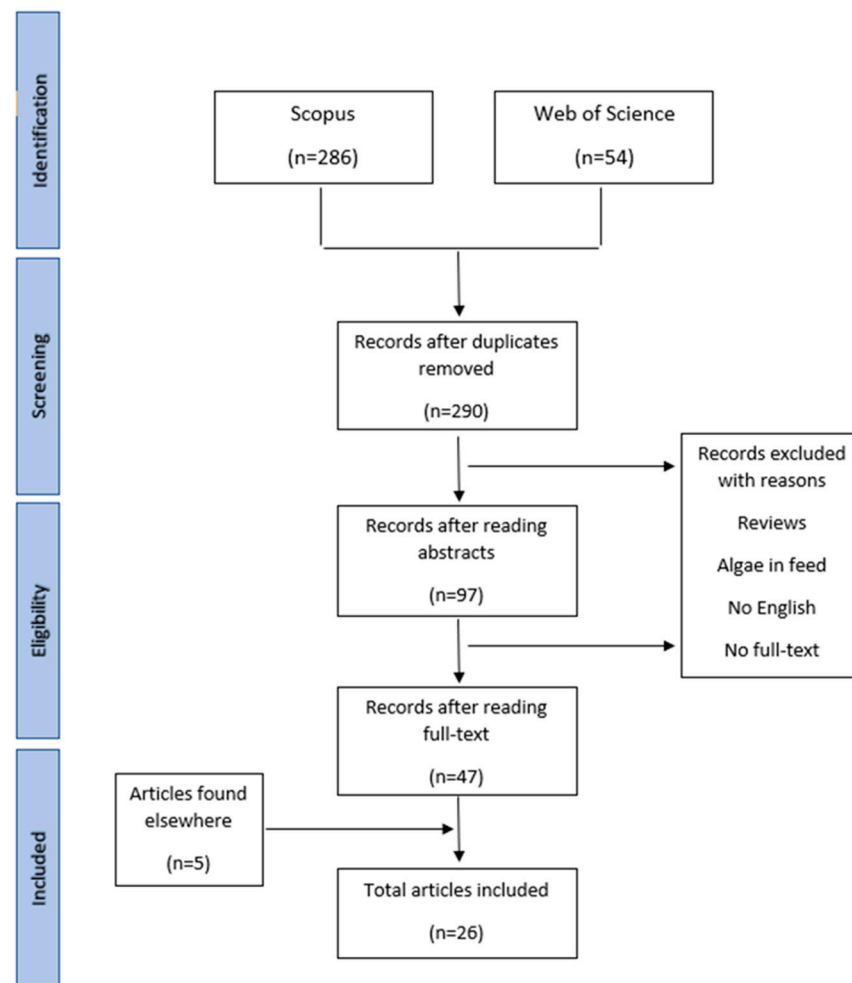 Identification
Scopus
(n=286)
Web of Science
(n=54)
Screening
Records after duplicates
removed
(n=290)
Records excluded
with reasons
Reviews
Algae in feed
No English
No full-text
Eligibility
Records after reading
abstracts
(n=97)
Records after reading
full-text
(n=47)
Included
Articles found
elsewhere
(n=5)
Total articles included
(n=26)